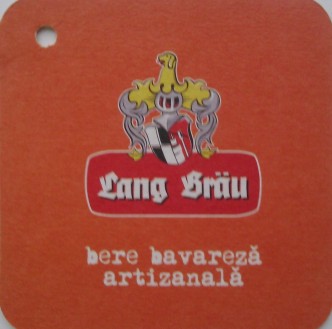 Lang Bräu
bere bavareză
artizanală